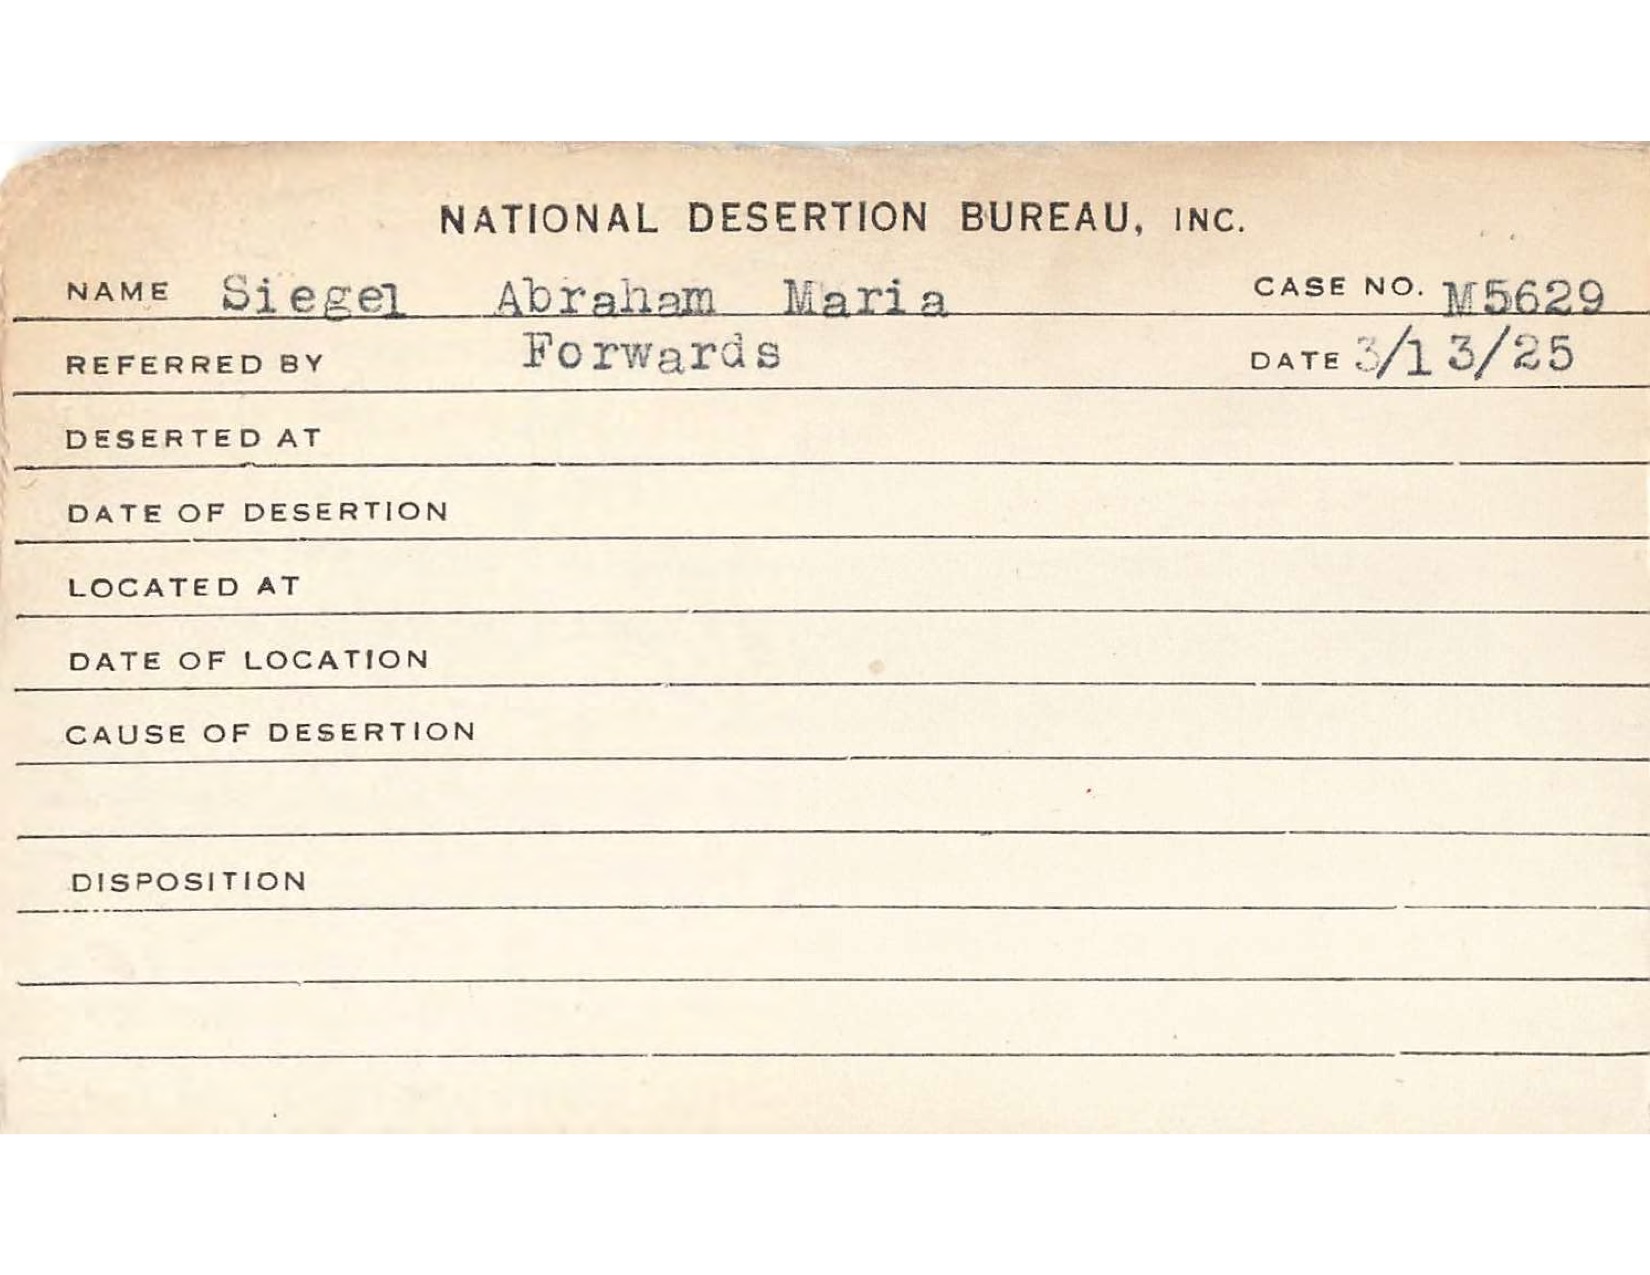 NATIONAL DESERTION BUREAU, INC.
NAME Siegel Abraham Maria CASE NO. M5629
REFERRED BY Forwards DATE 3/13/25
DESERTED AT
DATE OF DESERTION
LOCATED AT
DATE OF LOCATION
CAUSE OF DESERTION
DISPOSITION